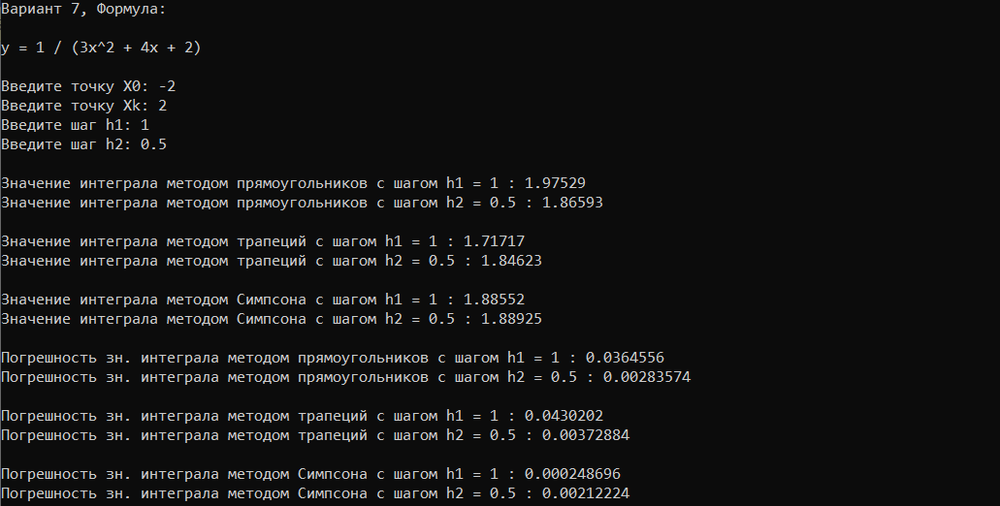 Вариант 7, Формула:
y = 1 / (3x^2 + 4x + 2)
Введите точку X0: -2
Введите точку Xk: 2
Введите шаг h1: 1
Введите шаг h2: 0.5
Значение интеграла методом прямоугольников с шагом h1 = 1 : 1.97529
Значение интеграла методом прямоугольников с шагом h2 = 0.5 : 1.86593
Значение интеграла методом трапеций с шагом h1 = 1 : 1.71717
Значение интеграла методом трапеций с шагом h2 = 0.5 : 1.84623
Значение интеграла методом Симпсона с шагом h1 = 1 : 1.88552
Значение интеграла методом Симпсона с шагом h2 = 0.5 : 1.88925
Погрешность зн. интеграла методом прямоугольников с шагом h1 = 1 : 0.0364556
Погрешность зн. интеграла методом прямоугольников с шагом h2 = 0.5 : 0.00283574
Погрешность зн. интеграла методом трапеций с шагом h1 = 1 : 0.0430202
Погрешность зн. интеграла методом трапеций с шагом h2 = 0.5 : 0.00372884
Погрешность зн. интеграла методом Симпсона с шагом h1 = 1 : 0.000248696
Погрешность зн. интеграла методом Симпсона с шагом h2 = 0.5 : 0.00212224